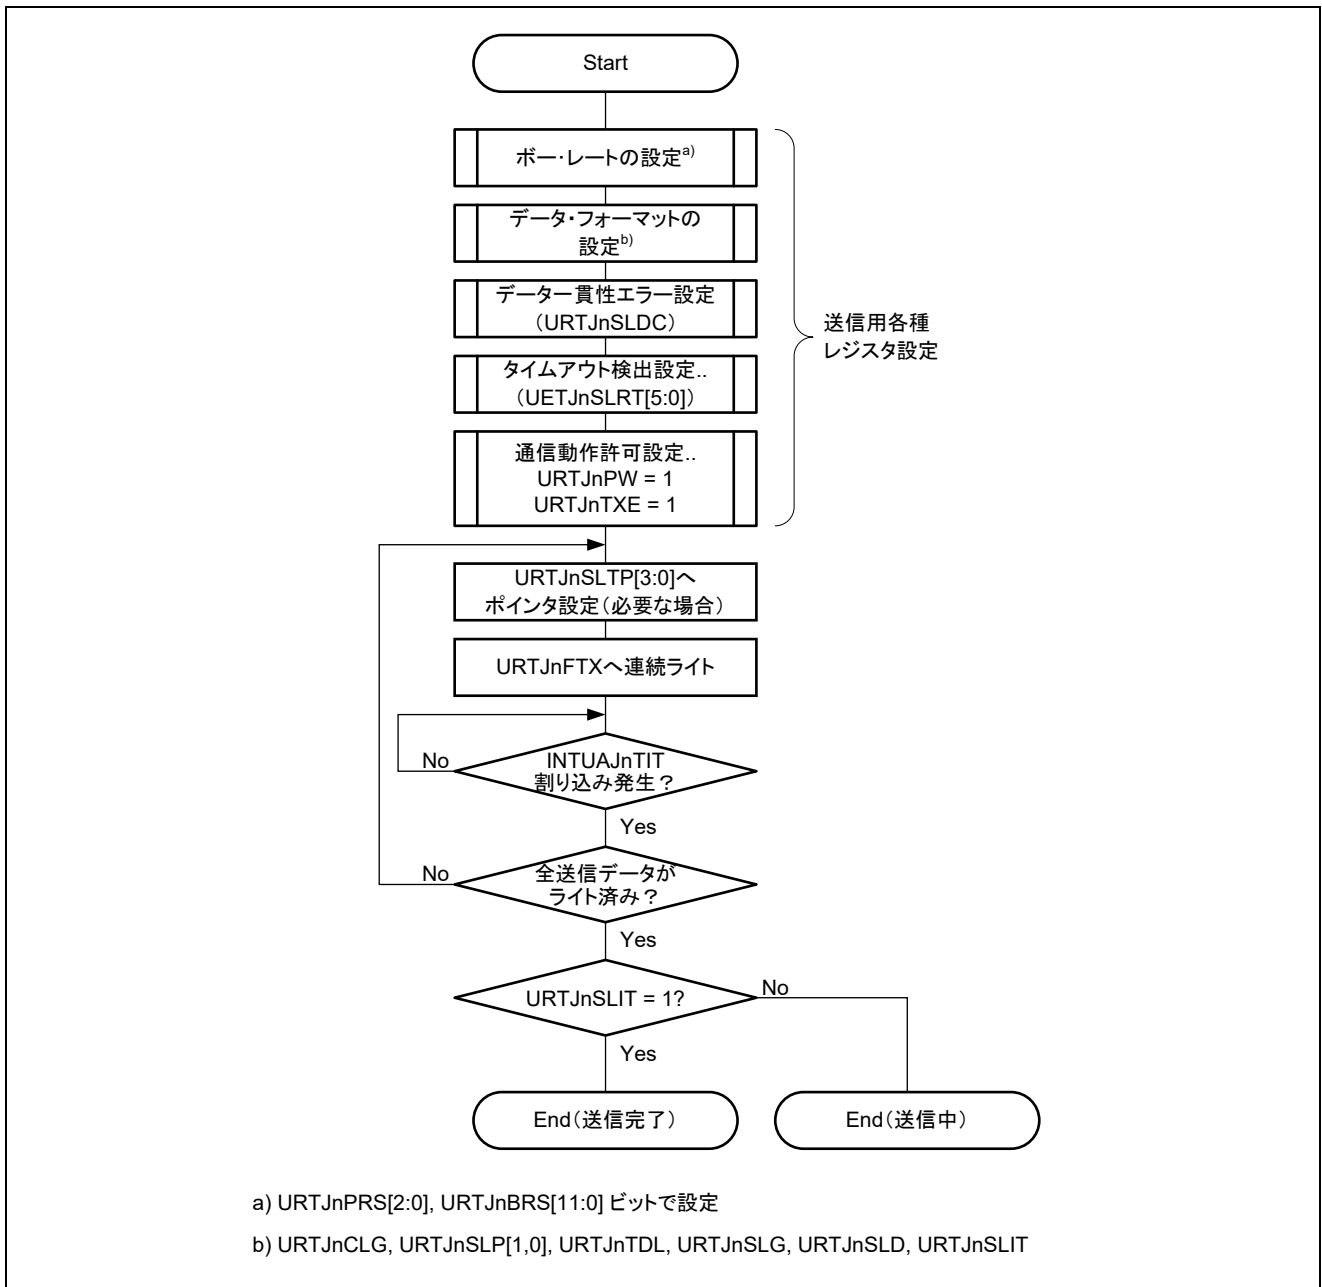 Start
ボー・レートの設定a)
データ・フォーマットの
設定b)
データ一貫性エラー設定
（URTJnSLDC）
タイムアウト検出設定..
（UETJnSLRT[5:0]）
通信動作許可設定..
URTJnPW = 1
URTJnTXE = 1
送信用各種
レジスタ設定
URTJnSLTP[3:0]へ
ポインタ設定（必要な場合）
URTJnFTXへ連続ライト
No
INTUAJnTIT
割り込み発生？
Yes
No
全送信データが
ライト済み？
Yes
URTJnSLIT = 1?
No
Yes
End（送信完了）
End（送信中）
a) URTJnPRS[2:0], URTJnBRS[11:0] ビットで設定
b) URTJnCLG, URTJnSLP[1,0], URTJnTDL, URTJnSLG, URTJnSLD, URTJnSLIT